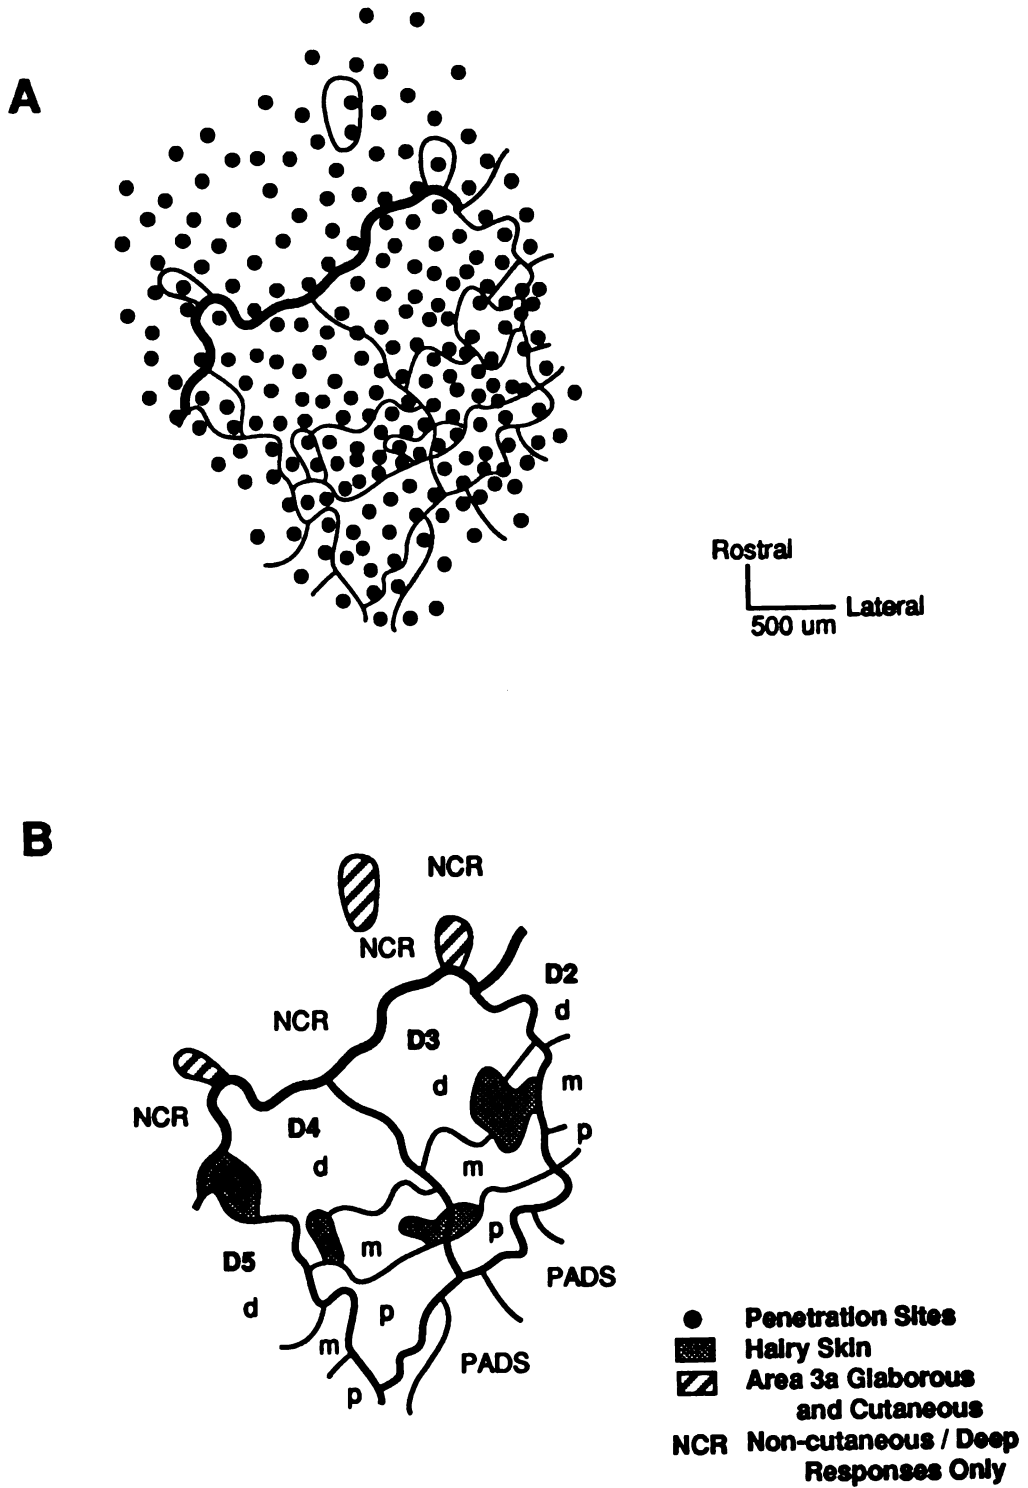 A
Rostral
Lateral
500 um
B
NCR
NCR
D2
d
NCR
D3
d
m
NCR
D4
p
d
m
p
m
D5
PADS
d
p
m
PADS
p
Penetration Sites
Hairy Skin
Area 3a Glaborous
and Cutaneous
NCR Non-cutaneous / Deep
Responses Only